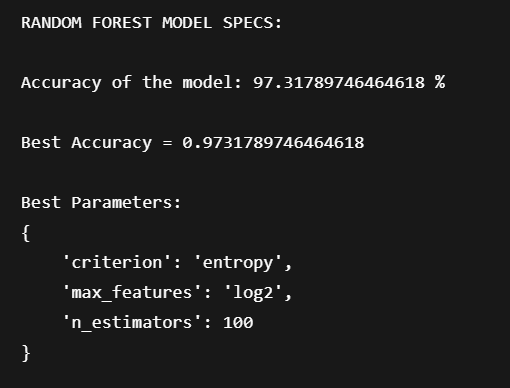 RANDOM FOREST MODEL SPECS:
Accuracy of the model: 97.31789746464618 %
Best Accuracy = 0.9731789746464618
Best Parameters:
{
'criterion': 'entropy',
'max_features': 'log2',
'n_estimators': 100
}